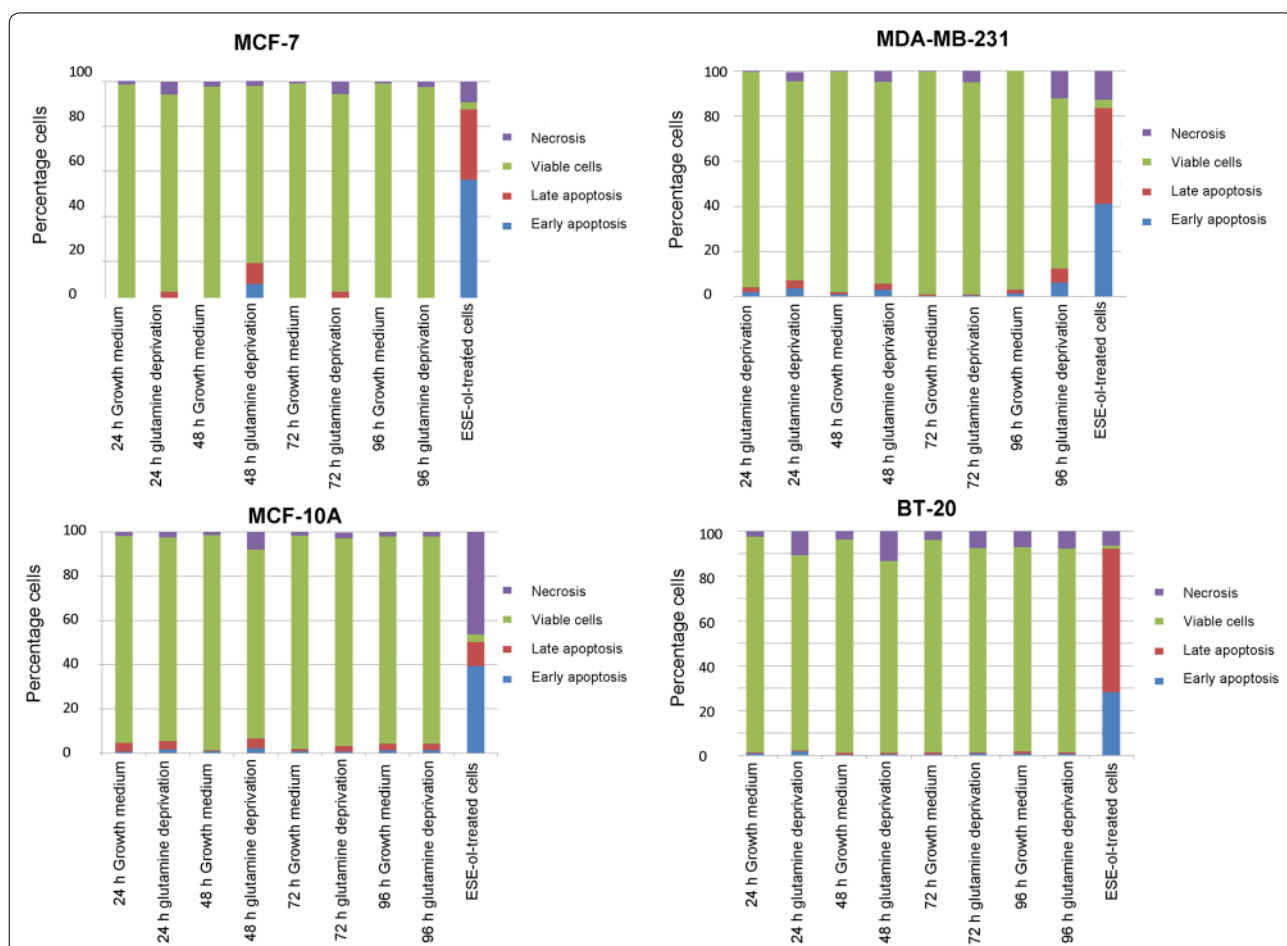 MCF-7
Percentage cells
100
80
60
40
20
0
24 h Growth medium
24 h glutamine deprivation
48 h Growth medium
48 h glutamine deprivation
72 h Growth medium
72 h glutamine deprivation
96 h Growth medium
96 h glutamine deprivation
ESE-ol-treated cells
Necrosis
Viable cells
Late apoptosis
Early apoptosis
MDA-MB-231
Percentage cells
100
80
60
40
20
0
24 h glutamine deprivation
24 h glutamine deprivation
48 h Growth medium
48 h glutamine deprivation
72 h Growth medium
72 h glutamine deprivation
96 h Growth medium
96 h glutamine deprivation
ESE-ol-treated cells
Necrosis
Viable cells
Late apoptosis
Early apoptosis
MCF-10A
Percentage cells
100
80
60
40
20
0
24 h Growth medium
24 h glutamine deprivation
48 h Growth medium
48 h glutamine deprivation
72 h Growth medium
72 h glutamine deprivation
96 h Growth medium
96 h glutamine deprivation
ESE-ol-treated cells
Necrosis
Viable cells
Late apoptosis
Early apoptosis
BT-20
Percentage cells
100
80
60
40
20
0
24 h Growth medium
24 h glutamine deprivation
48 h Growth medium
48 h glutamine deprivation
72 h Growth medium
72 h glutamine deprivation
96 h Growth medium
96 h glutamine deprivation
ESE-ol-treated cells
Necrosis
Viable cells
Late apoptosis
Early apoptosis